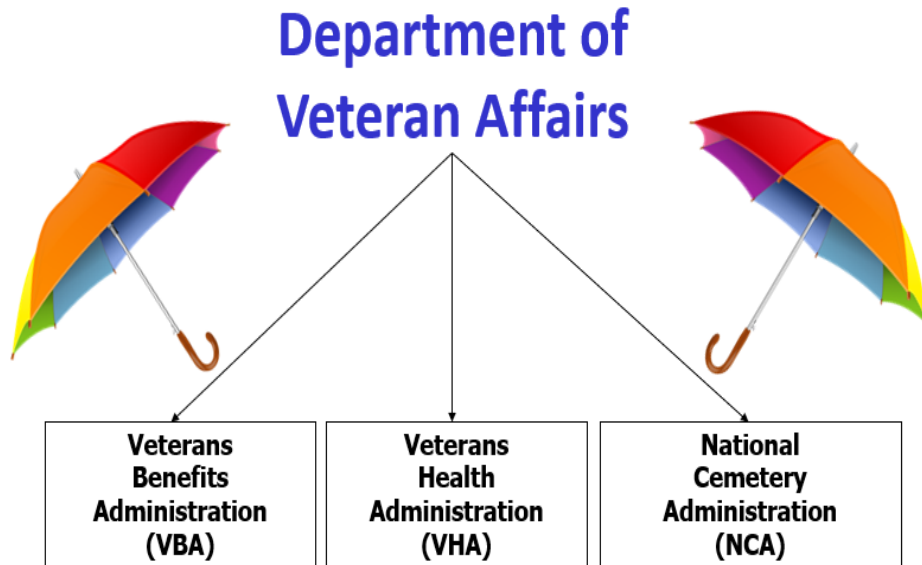 Department of
Veteran Affairs
Veterans
Benefits
Administration
(VBA)
Veterans
Health
Administration
(VHA)
National
Cemetery
Administration
(NCA)